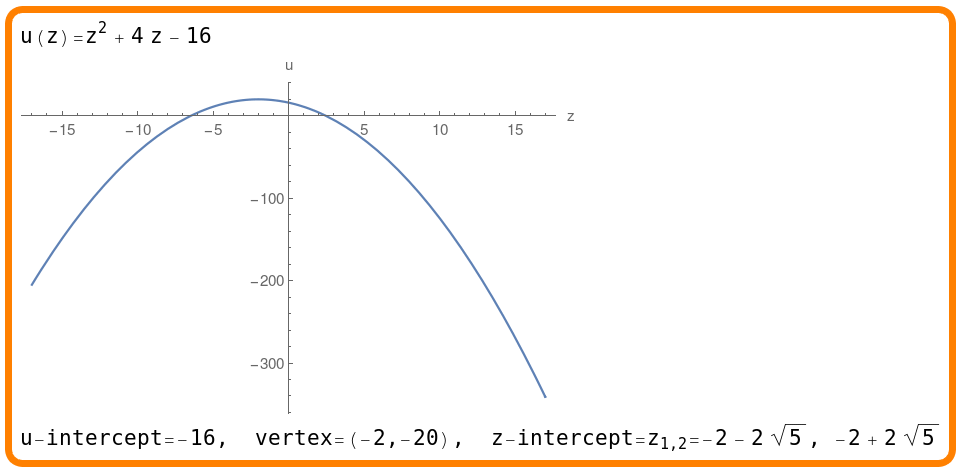 u(z)=z² + 4 z − 16
u
−15 −10 −5 5 10 15 z
−100
−200
−300
u−intercept=−16, vertex=(−2,−20), z−intercept=z₁,₂=−2 − 2 √5, −2 + 2 √5